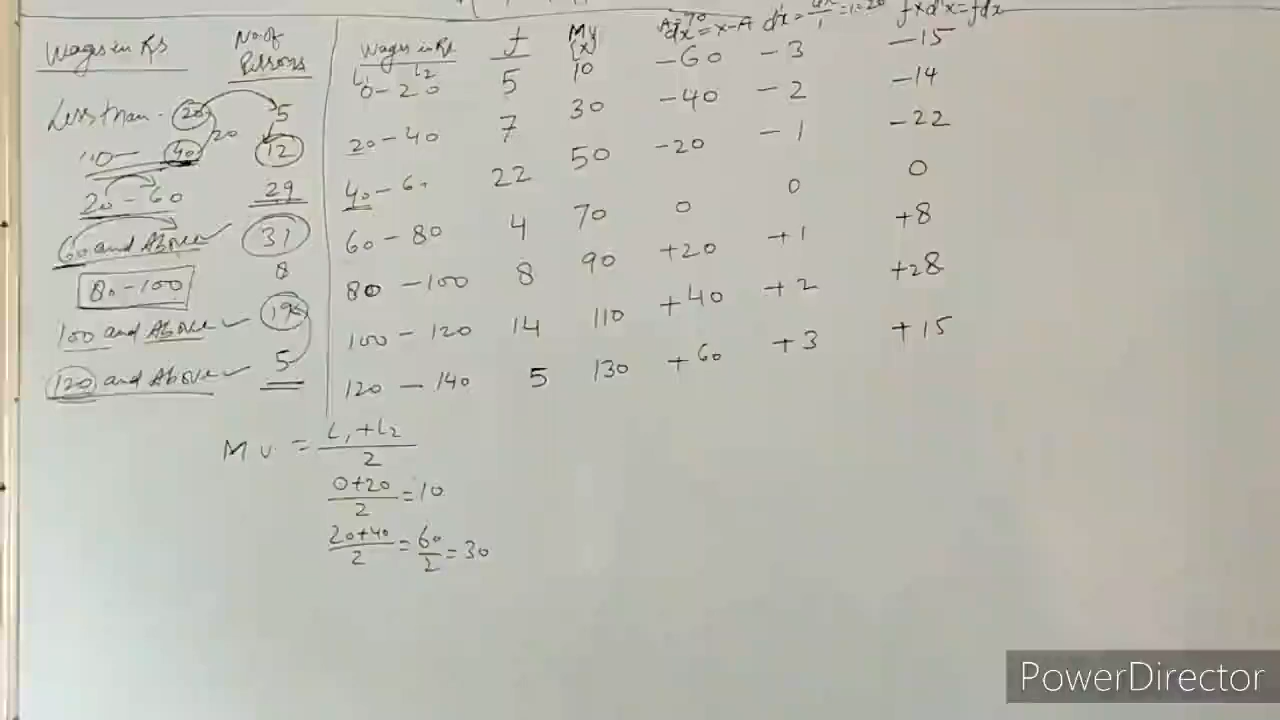 Wages in Rs
No. of Persons
Less than - 20 5
" - 40 20 12
20 - 60 29
60 and Above 31
80 - 100 8
100 and Above 19
120 and Above 5
Wages in Rs f MV (x) A=70 dx = x-A f x d'x = fdx
L1 L2
0 - 20 5 10 -60 -3 -15
20 - 40 7 30 -40 -2 -14
40 - 60 22 50 -20 -1 -22
60 - 80 4 70 0 0 0
80 - 100 8 90 +20 +1 +8
100 - 120 14 110 +40 +2 +28
120 - 140 5 130 +60 +3 +15
M V. = L1 + L2 / 2
0+20 / 2 = 10
20+40 / 2 = 60 / 2 = 30
PowerDirector